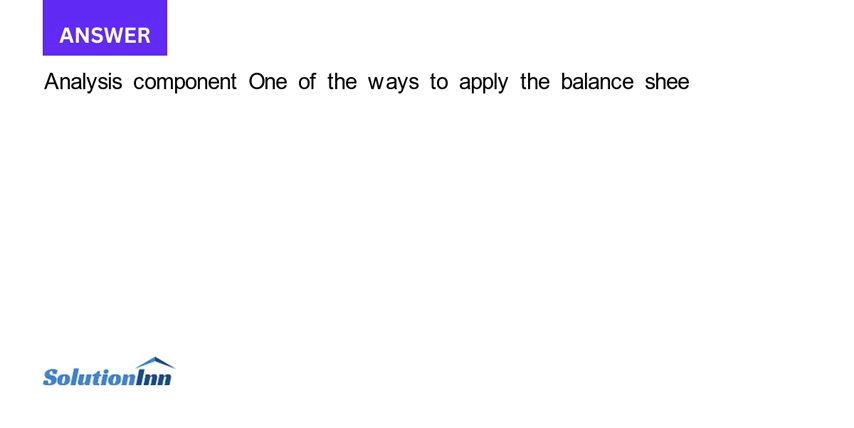 ANSWER
Analysis component One of the ways to apply the balance shee
SolutionInn